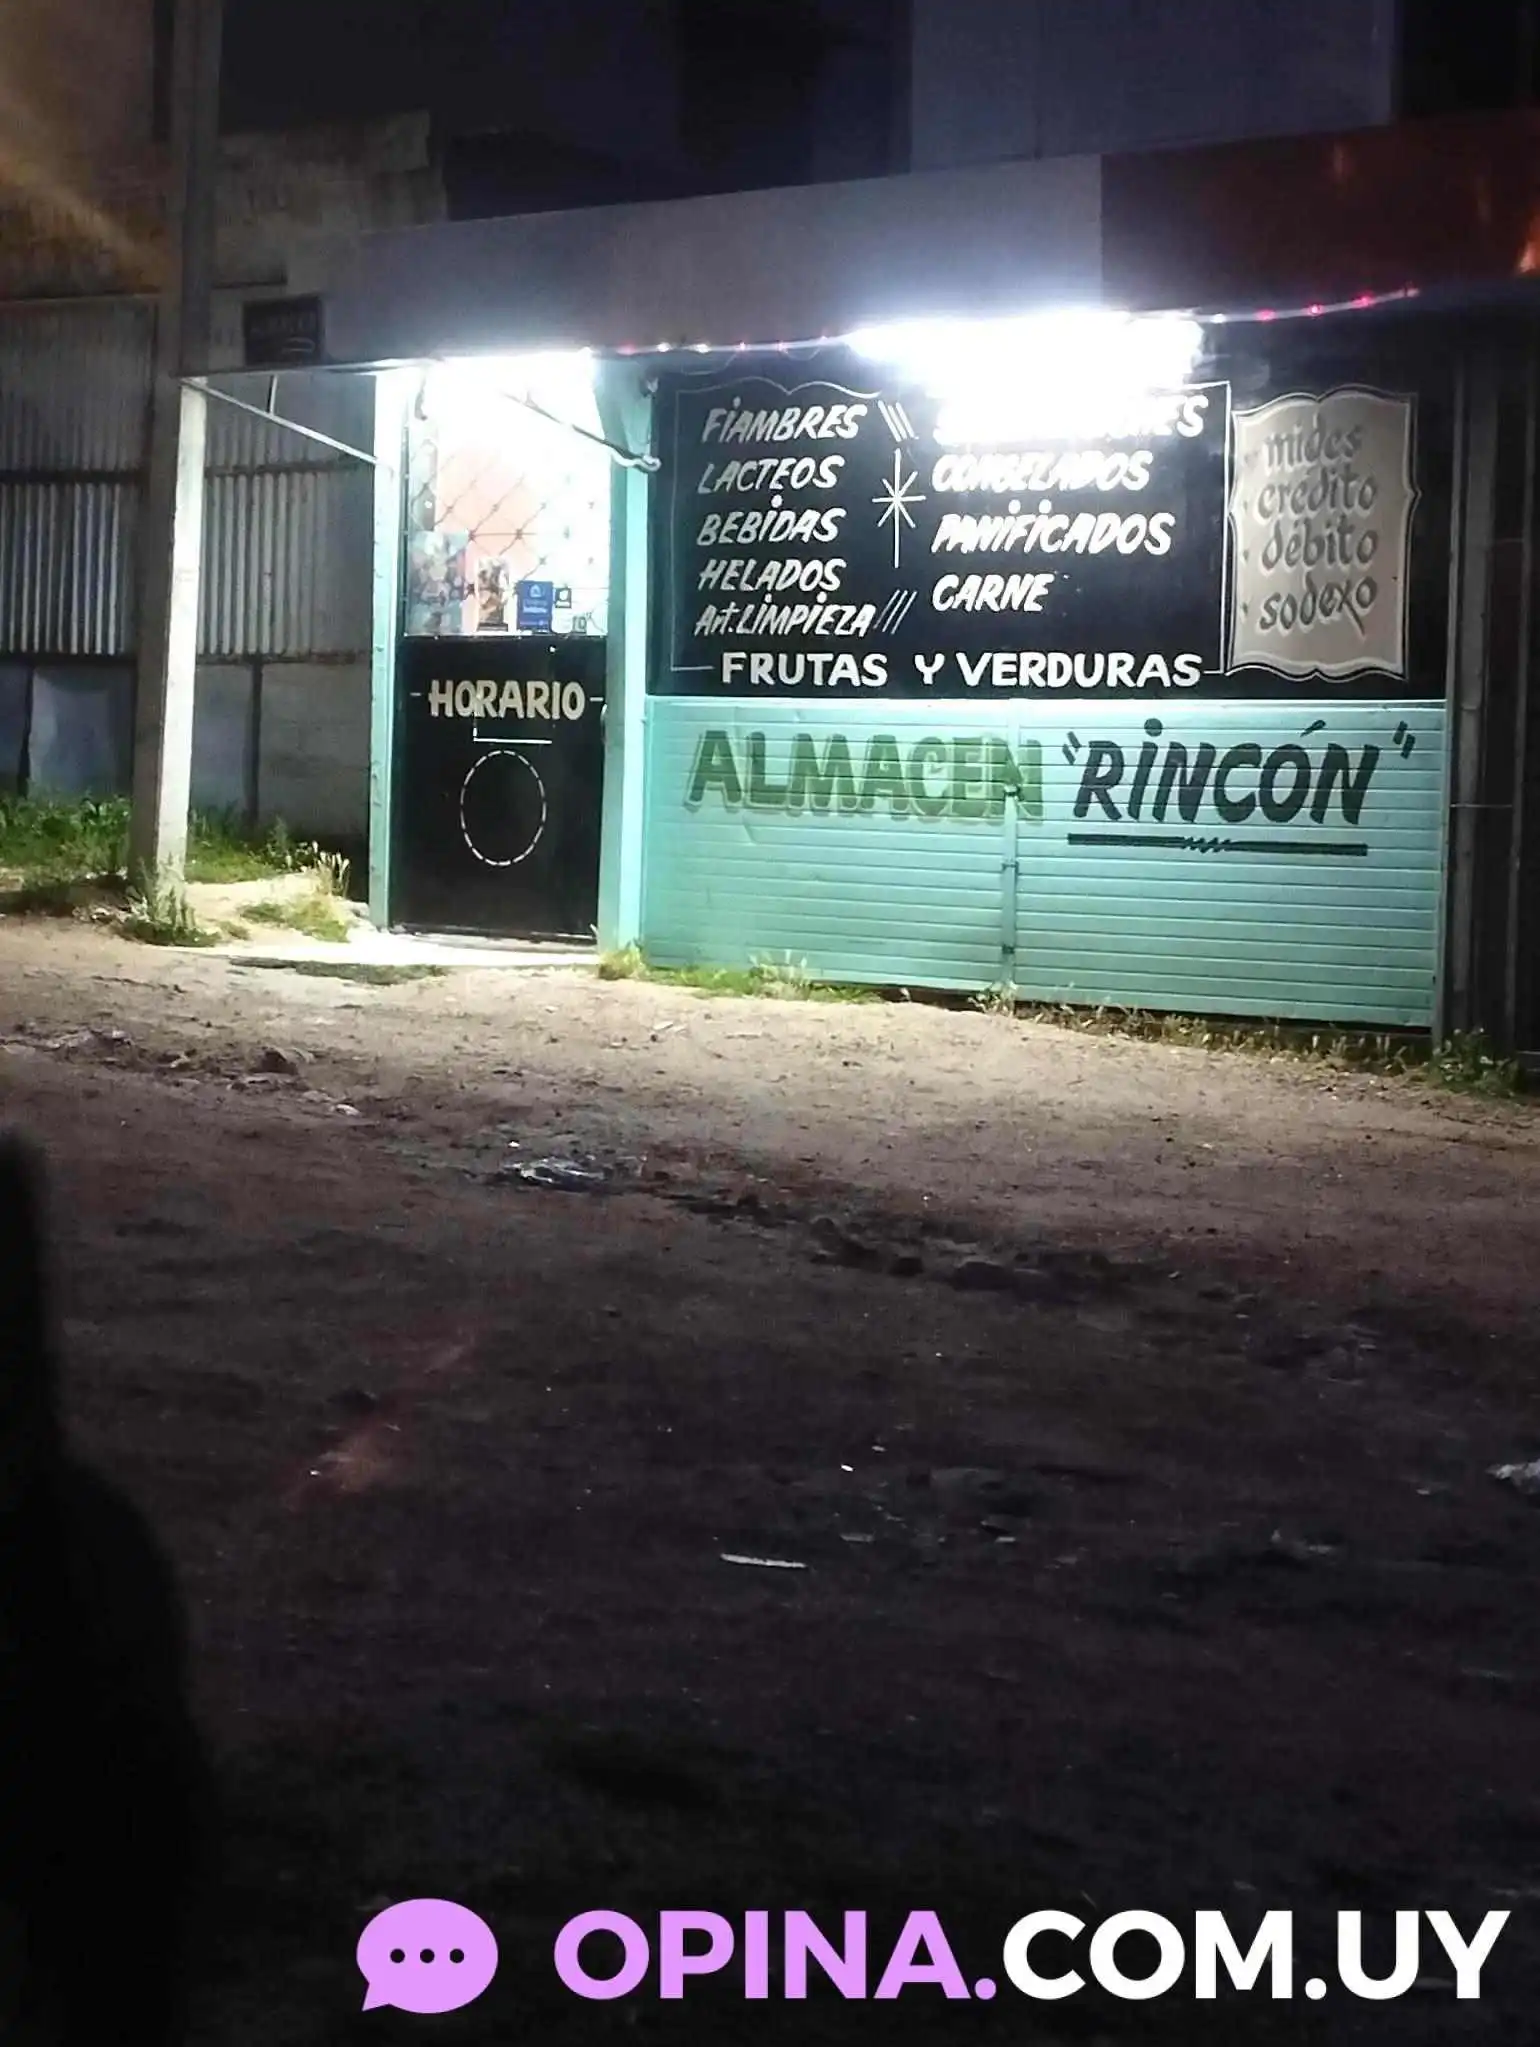 FIAMBRES
LACTEOS
BEBIDAS
HELADOS
Art. LIMPIEZA
CONGELADOS
PANIFICADOS
CARNE
FRUTAS Y VERDURAS
mides
crédito
débito
sodexo
HORARIO
ALMACEN "RINCÓN"
OPINA.COM.UY